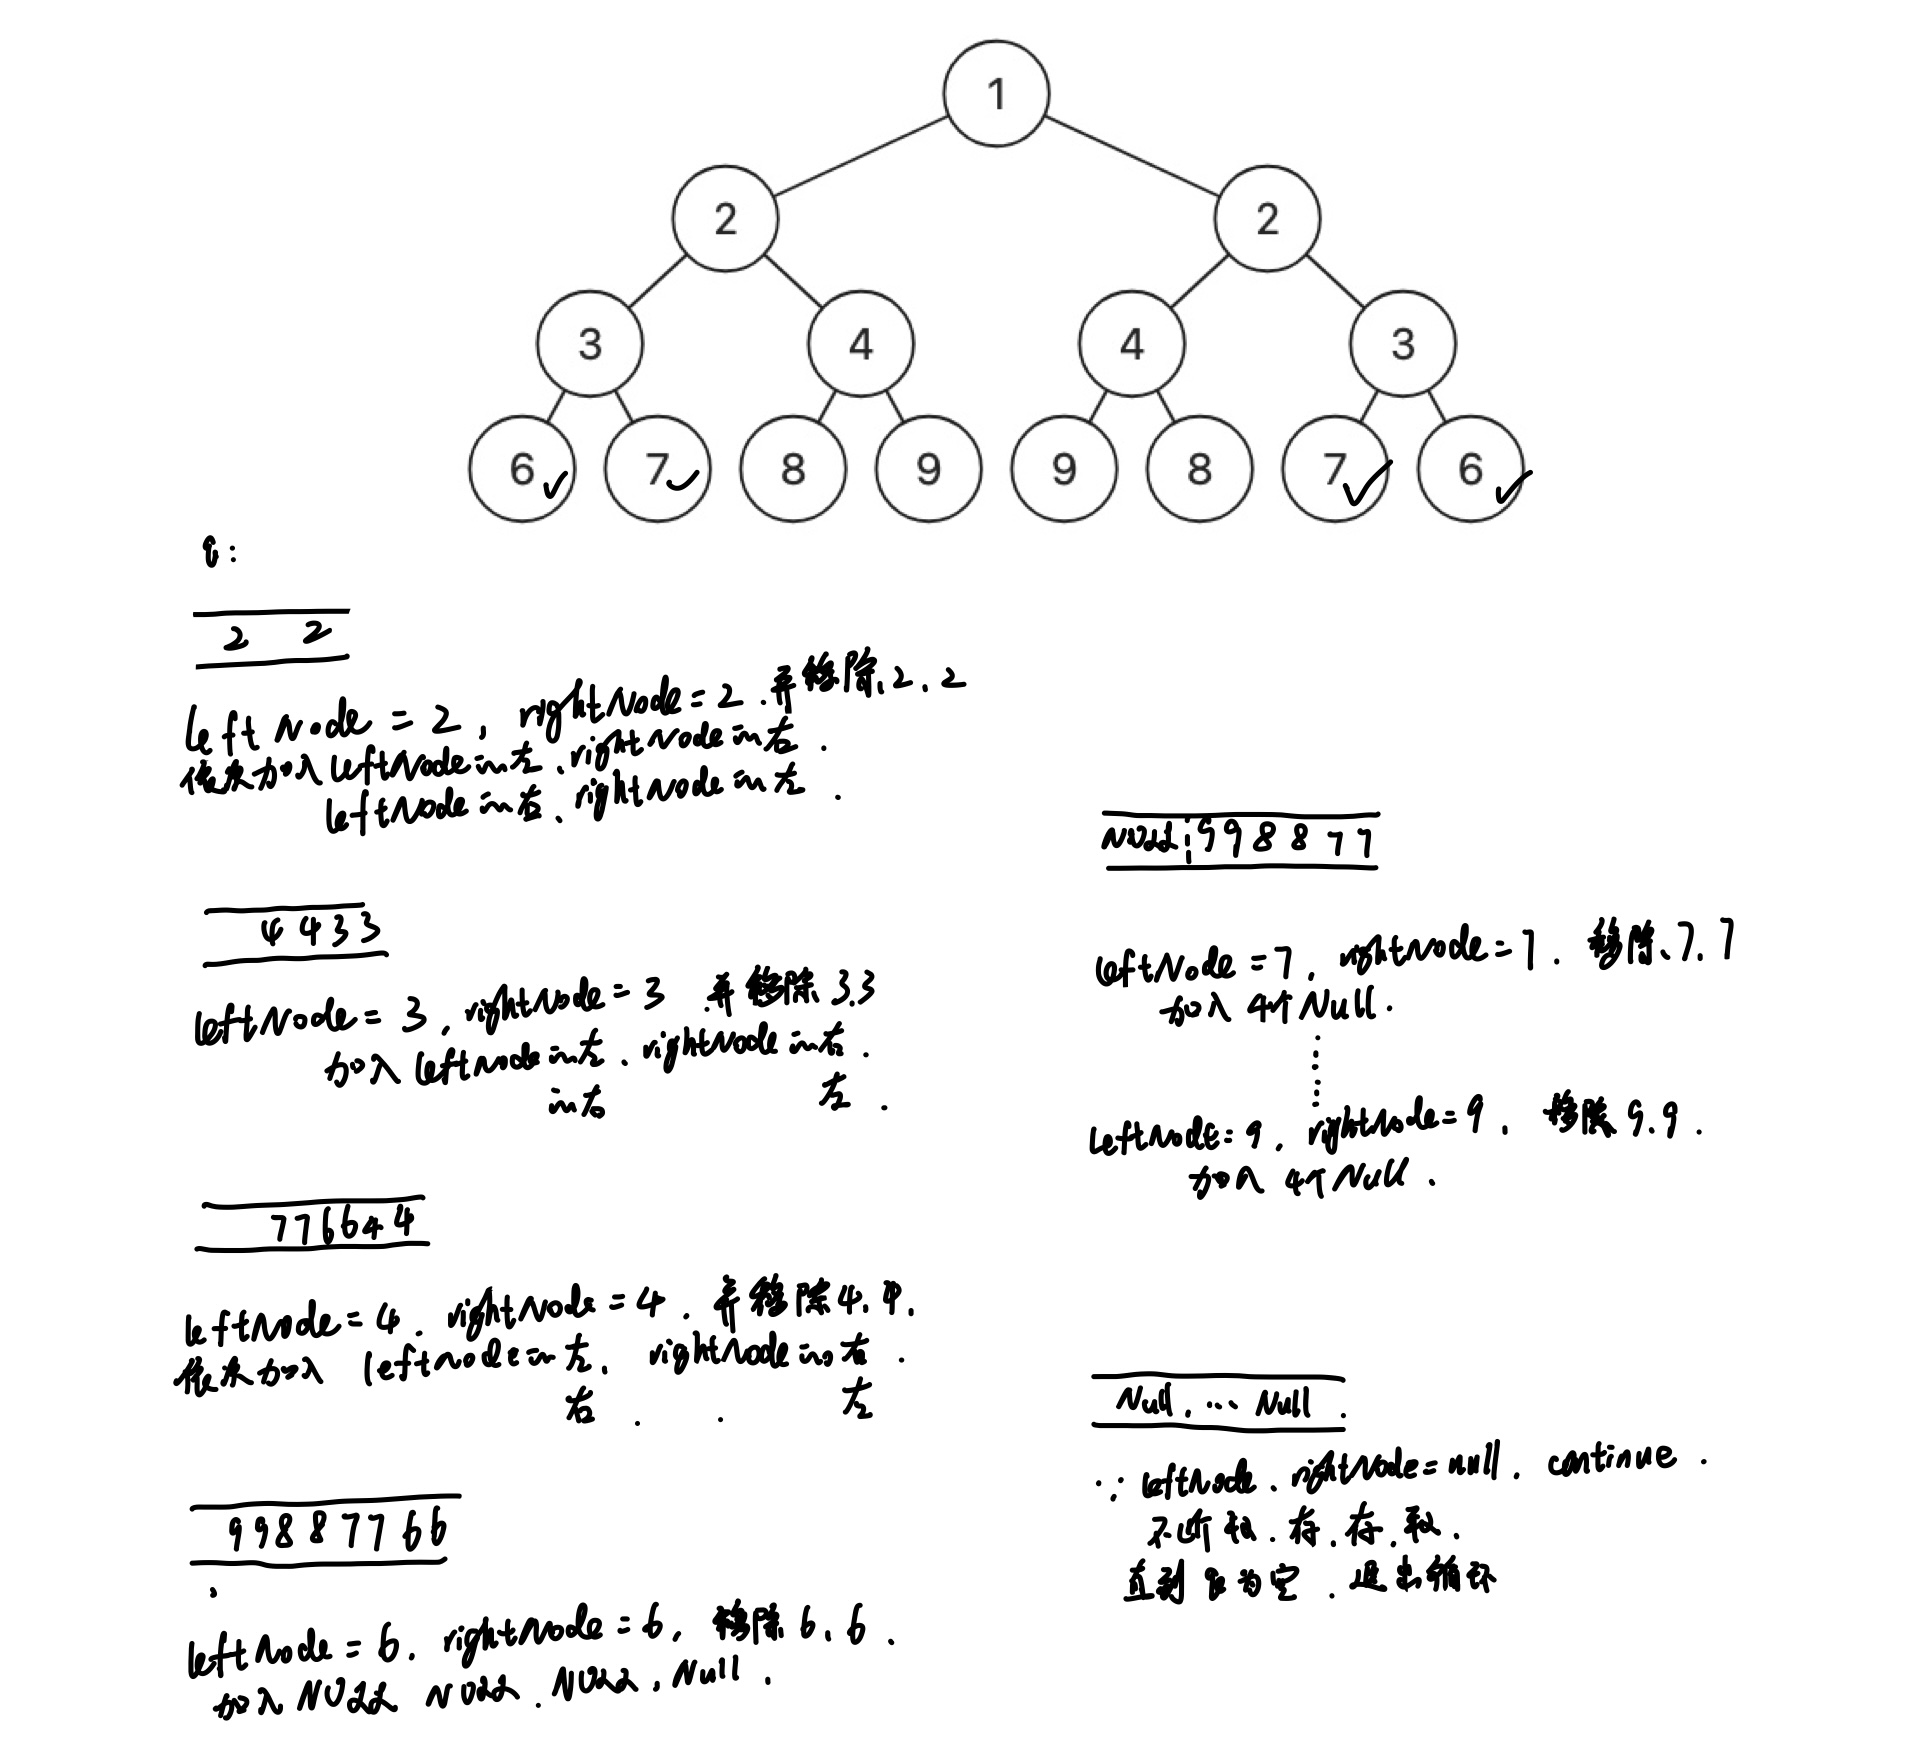 1
2 2
3 4 4 3
6 7 8 9 9 8 7 6
q:
2 2
leftNode = 2, rightNode = 2. 并移除 2. 2
依次加入 leftNode 的左、rightNode 的右.
leftNode 的右、rightNode 的左.
4 4 3 3
leftNode = 3, rightNode = 3 并移除 3.3
加入 leftNode 的左、rightNode 的右.
的右 左.
7 7 6 6 4 4
leftNode = 4. rightNode = 4. 并移除 4. 4.
依次加入 leftNode 的左、rightNode 的右.
右. . 左
9 9 8 8 7 7 6 6
leftNode = 6. rightNode = 6, 移除 6. 6.
加入 NULL NULL. NULL, Null.
NULL 9 9 8 8 7 7
leftNode = 7, rightNode = 7. 移除、7. 7
加入 4个 Null.
leftNode = 9, rightNode = 9, 移除 9. 9.
加入 4个 Null.
Null. ... Null.
∵ leftNode、rightNode = null. continue.
不断取. 存. 存. 取.
直到 q 为空. 退出循环